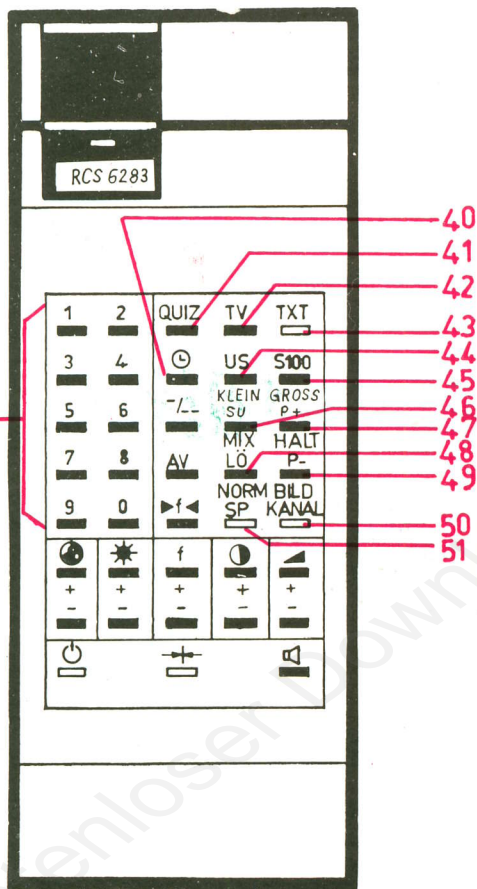 RCS 6283
40
41
42
43
44
45
46
47
48
49
50
51
1 2 QUIZ TV TXT
3 4 US S100
KLEIN GROSS
5 6 -/-- SU P+
MIX HALT
7 8 AV LÖ P-
NORM BILD
9 0 ►f◄ SP KANAL
f
+ + + + +
- - - - -
enloser Down